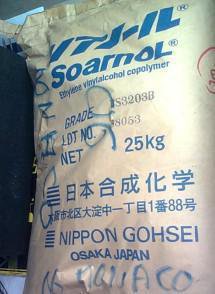 ソアノール
Soarnol
Ethylene vinylalcohol copolymer
GRADE S3203B
LOT NO. 8053
NET 25kg
日本合成化学
大阪市北区大淀中一丁目1番88号
NIPPON GOHSEI
OSAKA JAPAN